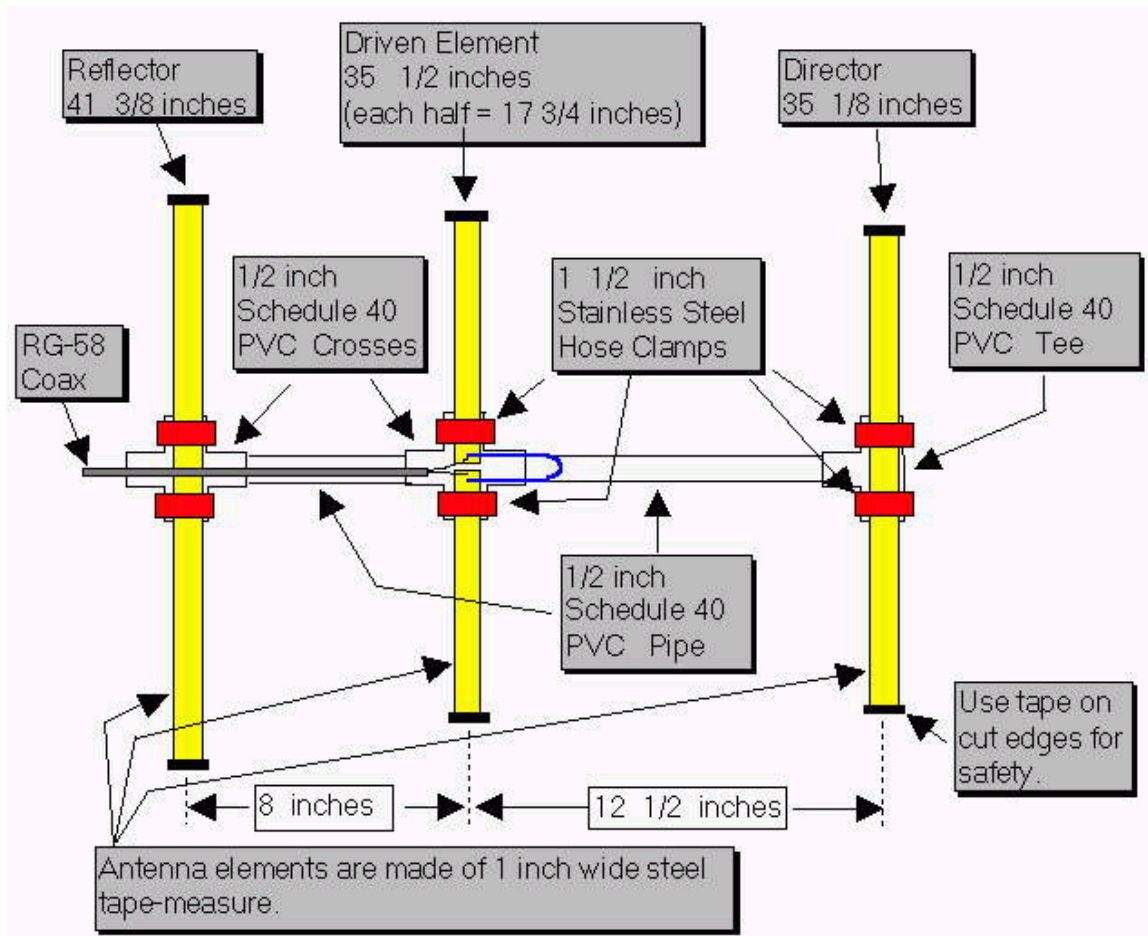 Reflector
41 3/8 inches
Driven Element
35 1/2 inches
(each half = 17 3/4 inches)
Director
35 1/8 inches
RG-58
Coax
1/2 inch
Schedule 40
PVC Crosses
1 1/2 inch
Stainless Steel
Hose Clamps
1/2 inch
Schedule 40
PVC Tee
1/2 inch
Schedule 40
PVC Pipe
Use tape on
cut edges for
safety.
8 inches
12 1/2 inches
Antenna elements are made of 1 inch wide steel
tape-measure.